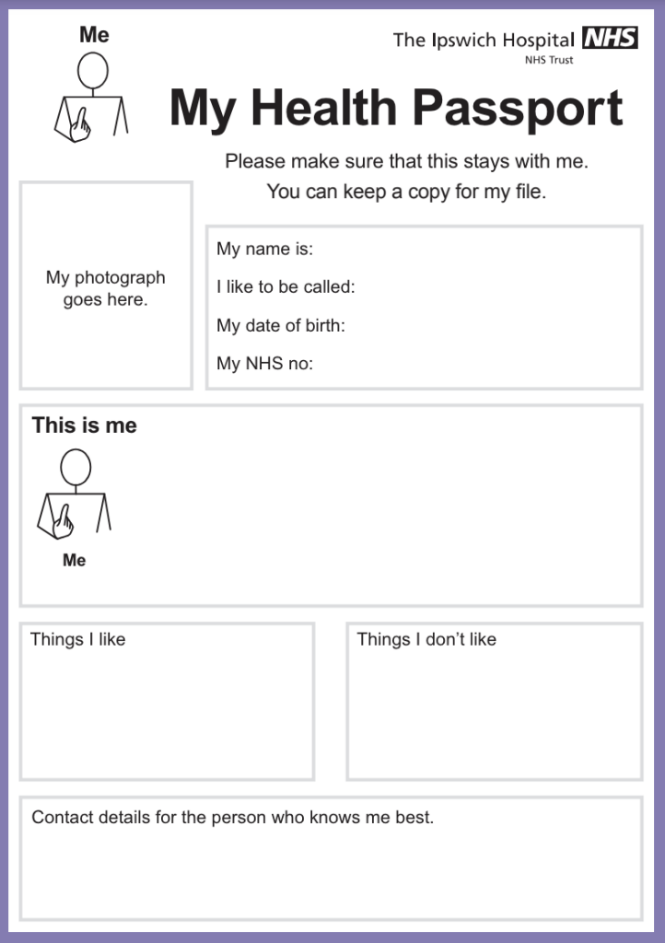 Me
The Ipswich Hospital NHS
NHS Trust
My Health Passport
Please make sure that this stays with me.
You can keep a copy for my file.
My photograph
goes here.
My name is:
I like to be called:
My date of birth:
My NHS no:
This is me
Me
Things I like
Things I don’t like
Contact details for the person who knows me best.